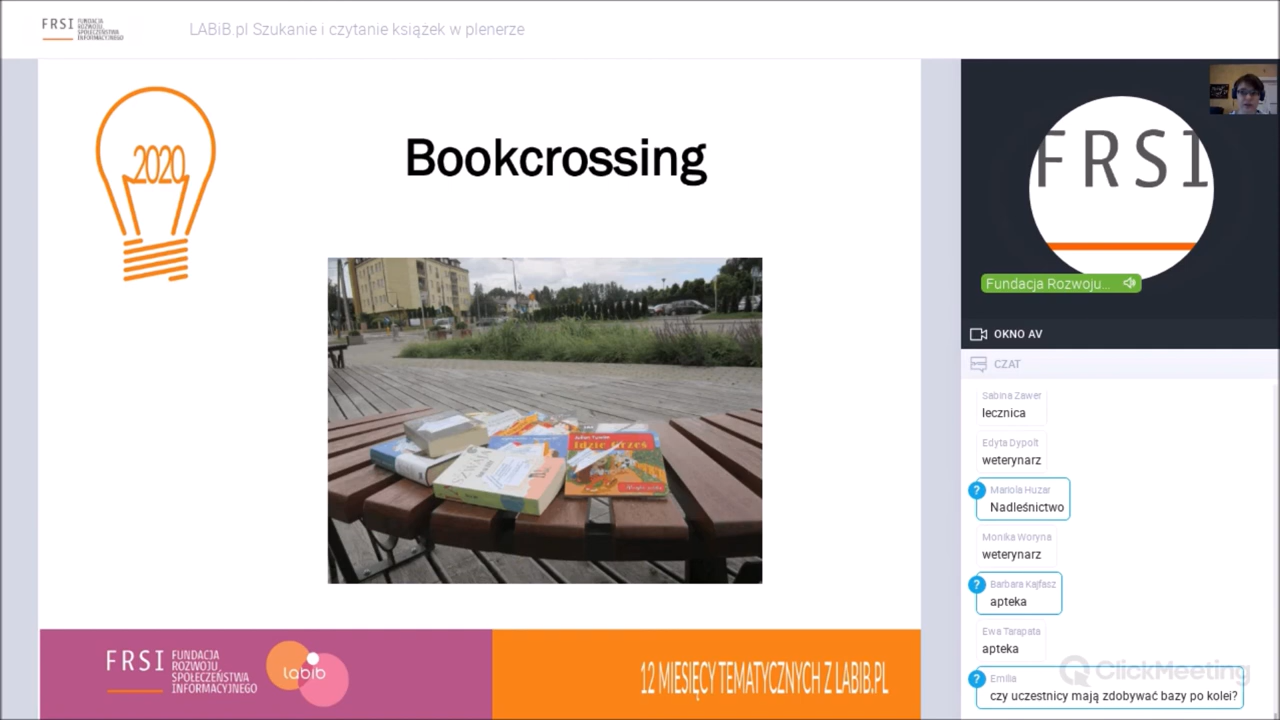 FRSI FUNDACJA
ROZWOJU
SPOŁECZEŃSTWA
INFORMACYJNEGO
LABiB.pl Szukanie i czytanie książek w plenerze
2020
Bookcrossing
Idzie Grześ
FRSI
Fundacja Rozwoju...
OKNO AV
CZAT
Sabina Zawer
lecznica
Edyta Dypolt
weterynarz
? Mariola Huzar
Nadleśnictwo
Monika Woryna
weterynarz
? Barbara Kajfasz
apteka
Ewa Tarapata
apteka
? Emilia
czy uczestnicy mają zdobywać bazy po kolei?
ClickMeeting
FRSI FUNDACJA
ROZWOJU
SPOŁECZEŃSTWA
INFORMACYJNEGO
labib
12 MIESIĘCY TEMATYCZNYCH Z LABIB.PL